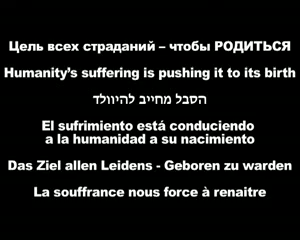 Цель всех страданий – чтобы РОДИТЬСЯ
Humanity's suffering is pushing it to its birth
הסבל מחייב להיוולד
El sufrimiento está conduciendo
a la humanidad a su nacimiento
Das Ziel allen Leidens - Geboren zu warden
La souffrance nous force à renaitre